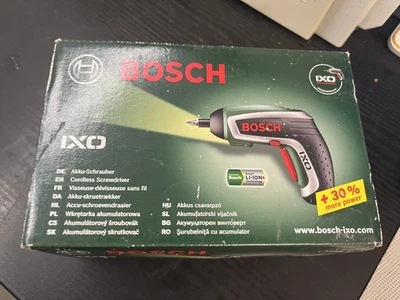 BOSCH
IXO
BOSCH
IXO
IXO
LI-ION
+ 30%
more power
DE Akku-Schrauber
EN Cordless Screwdriver
FR Visseuse-dévisseuse sans fil
DA Akku-skruetrækker
NL Accu-schroevendraaier
PL Wkrętarka akumulatorowa
CS Akumulátorový šroubovák
SK Akumulátorový skrutkovač
HU Akkus csavarozó
SL Akumulatorski vijačnik
BG Акумулаторен винтоверт
RO Şurubelniţă cu acumulator
www.bosch-ixo.com